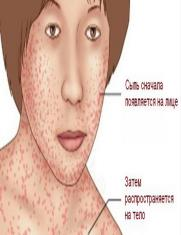 Сыпь сначала
появляется на лице
Затем
распространяется
на тело